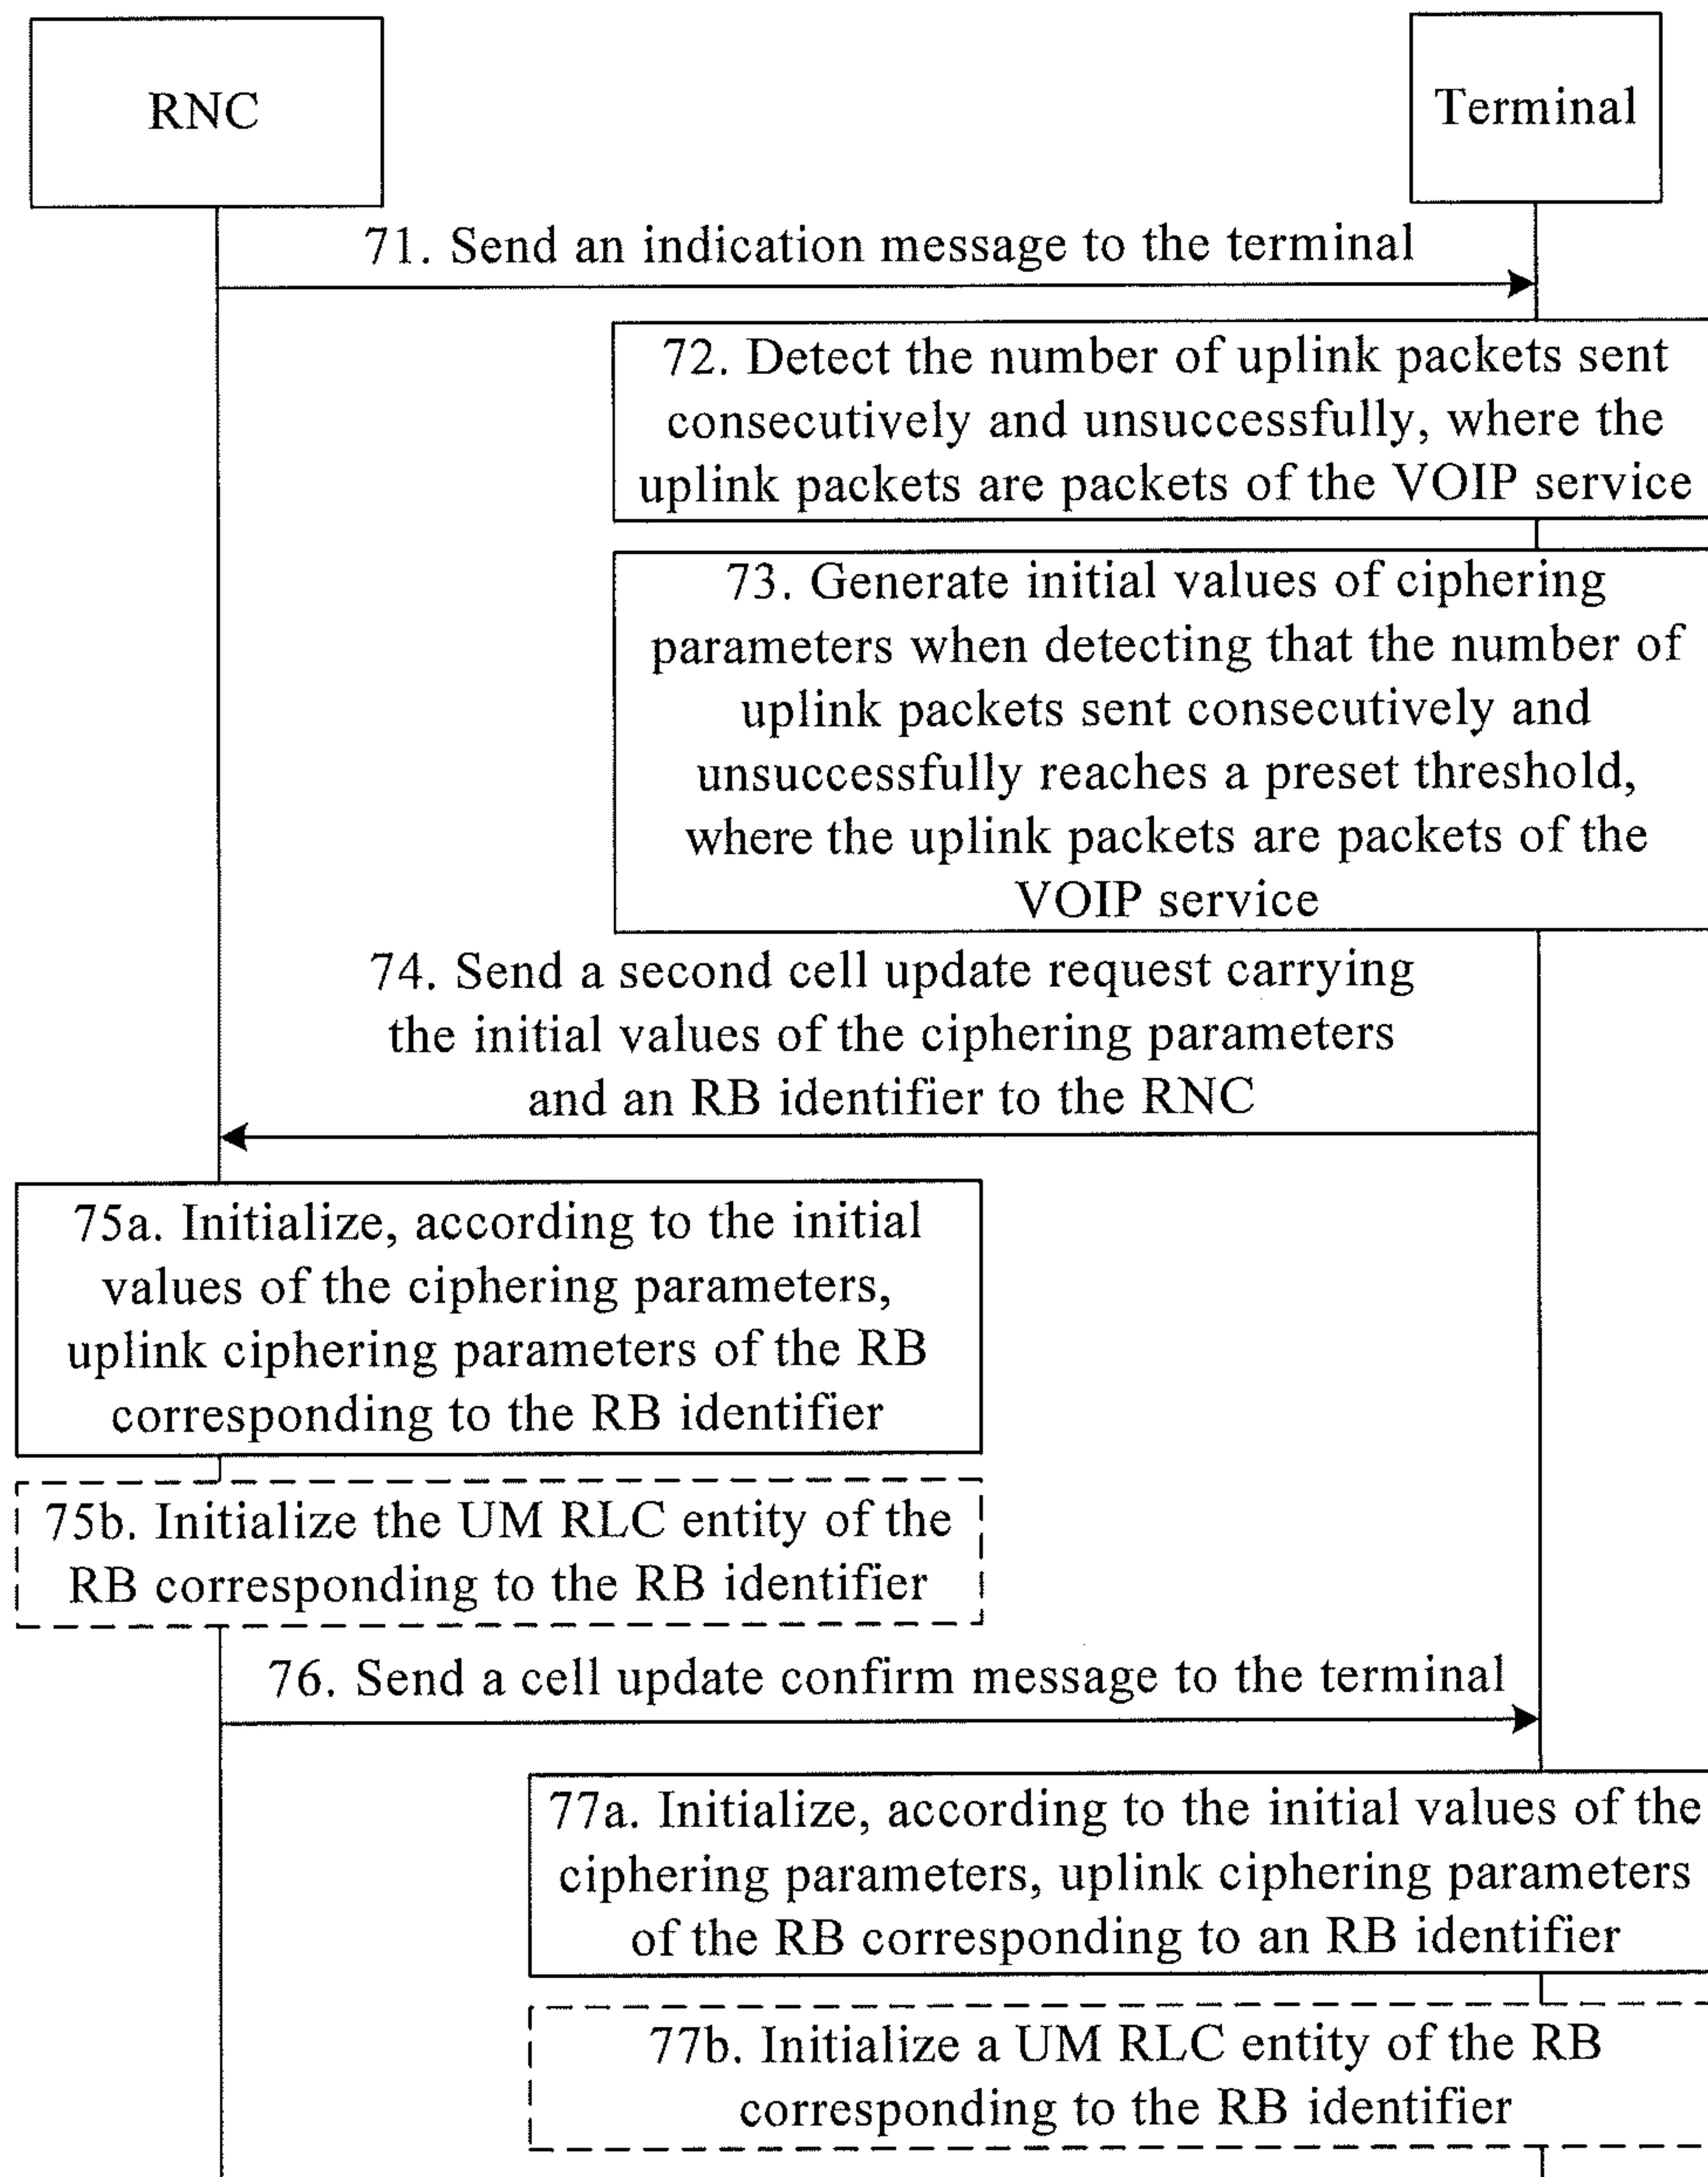 RNC
Terminal
71. Send an indication message to the terminal
72. Detect the number of uplink packets sent
consecutively and unsuccessfully, where the
uplink packets are packets of the VOIP service
73. Generate initial values of ciphering
parameters when detecting that the number of
uplink packets sent consecutively and
unsuccessfully reaches a preset threshold,
where the uplink packets are packets of the
VOIP service
74. Send a second cell update request carrying
the initial values of the ciphering parameters
and an RB identifier to the RNC
75a. Initialize, according to the initial
values of the ciphering parameters,
uplink ciphering parameters of the RB
corresponding to the RB identifier
75b. Initialize the UM RLC entity of the
RB corresponding to the RB identifier
76. Send a cell update confirm message to the terminal
77a. Initialize, according to the initial values of the
ciphering parameters, uplink ciphering parameters
of the RB corresponding to an RB identifier
77b. Initialize a UM RLC entity of the RB
corresponding to the RB identifier